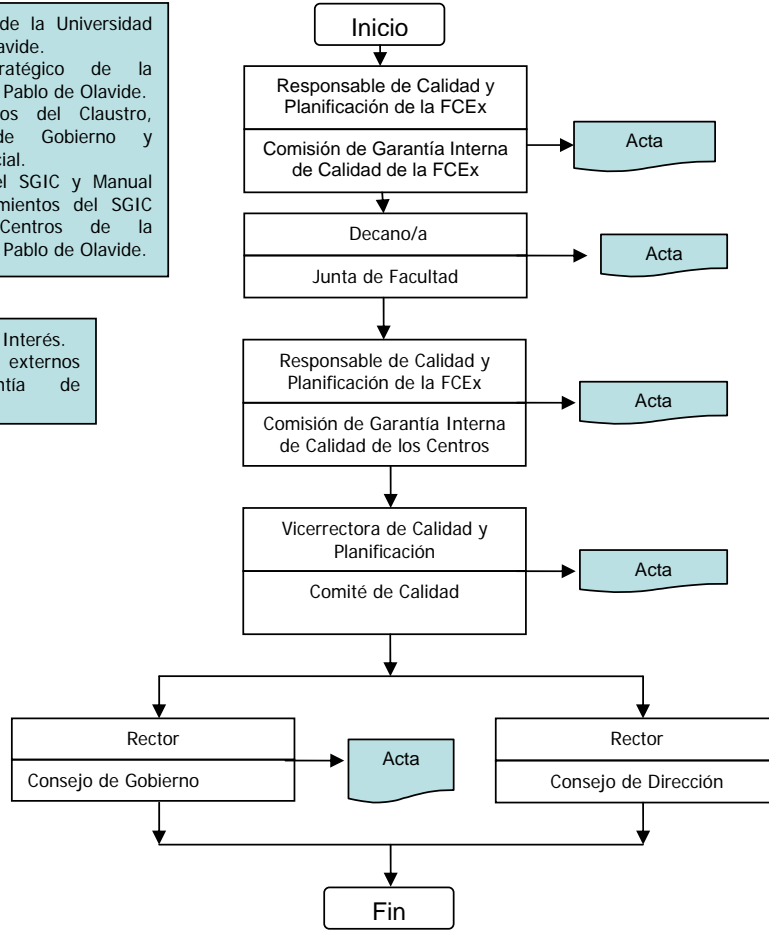 de la Universidad
avide.
ratégico de la
Pablo de Olavide.
os del Claustro,
de Gobierno y
cial.
el SGIC y Manual
mientos del SGIC
Centros de la
Pablo de Olavide.
Interés.
externos
ntía de
Inicio
Responsable de Calidad y
Planificación de la FCEx
Comisión de Garantía Interna
de Calidad de la FCEx
Acta
Decano/a
Junta de Facultad
Acta
Responsable de Calidad y
Planificación de la FCEx
Comisión de Garantía Interna
de Calidad de los Centros
Acta
Vicerrectora de Calidad y
Planificación
Comité de Calidad
Acta
Rector
Consejo de Gobierno
Acta
Rector
Consejo de Dirección
Fin